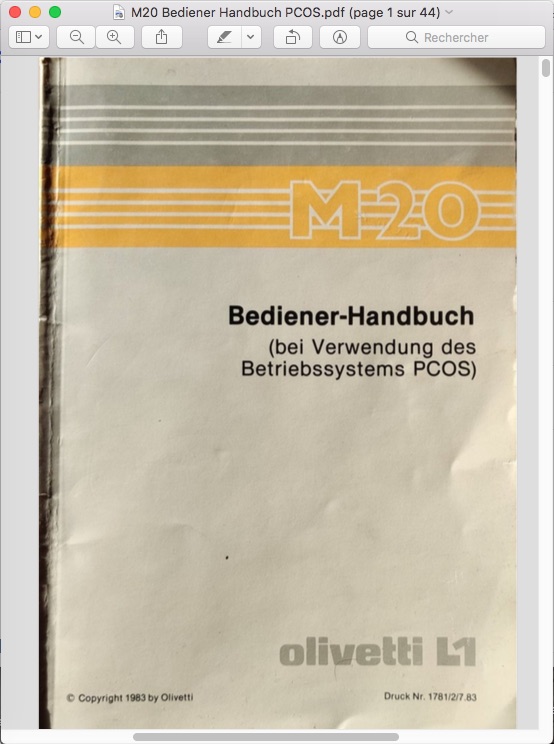 M20 Bediener Handbuch PCOS.pdf (page 1 sur 44)
Rechercher
M20
Bediener-Handbuch
(bei Verwendung des
Betriebssystems PCOS)
olivetti L1
© Copyright 1983 by Olivetti
Druck Nr. 1781/2/7.83